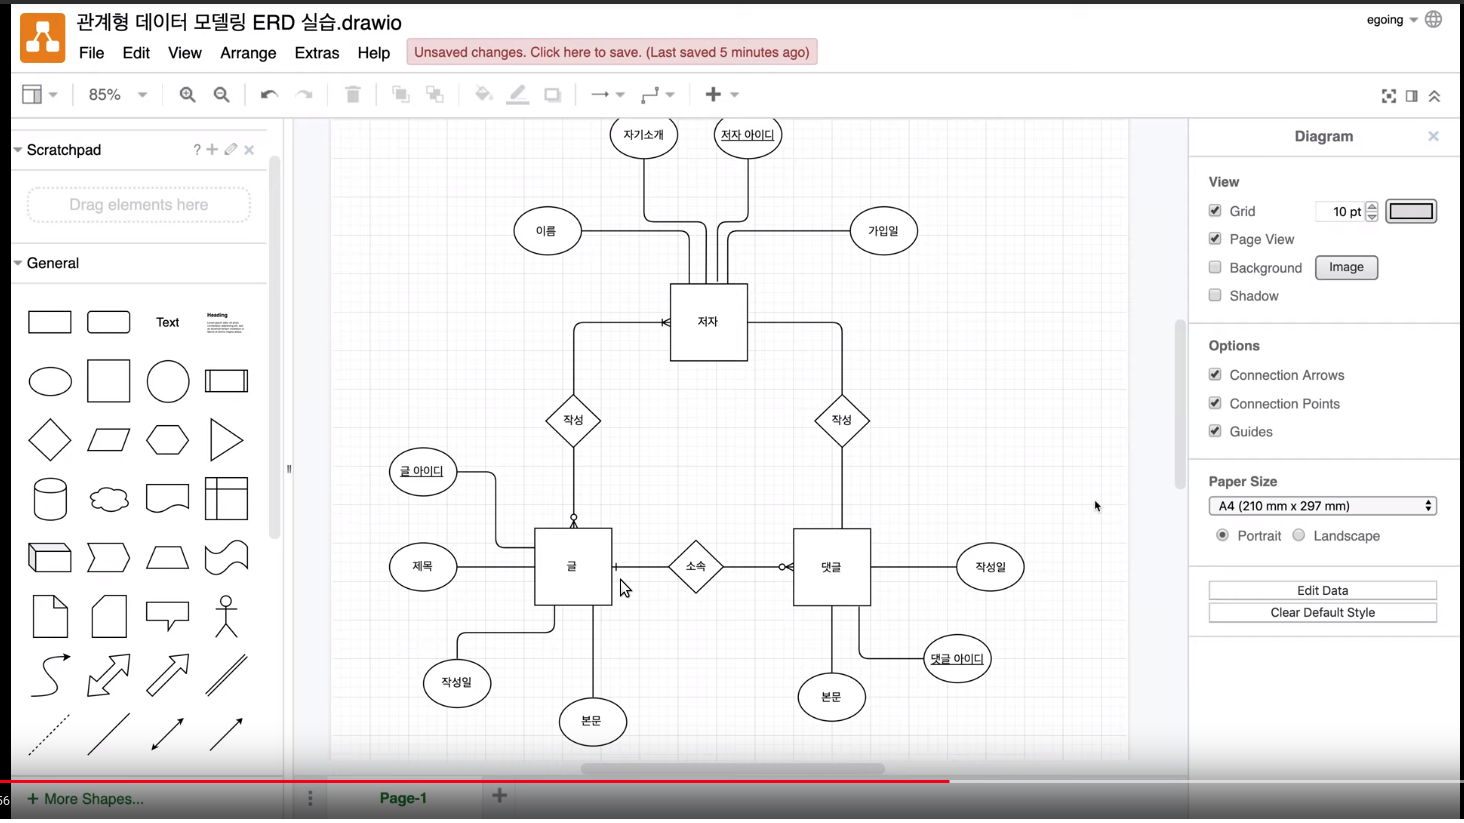 관계형 데이터 모델링 ERD 실습.drawio
egoing
File Edit View Arrange Extras Help
Unsaved changes. Click here to save. (Last saved 5 minutes ago)
85%
Scratchpad
?
Drag elements here
General
Text
Heading
자기소개
저자 아이디
이름
가입일
저자
작성
작성
글 아이디
제목
글
소속
댓글
작성일
작성일
본문
본문
댓글 아이디
Diagram
View
Grid
10 pt
Page View
Background
Image
Shadow
Options
Connection Arrows
Connection Points
Guides
Paper Size
A4 (210 mm x 297 mm)
Portrait
Landscape
Edit Data
Clear Default Style
56
+ More Shapes...
Page-1